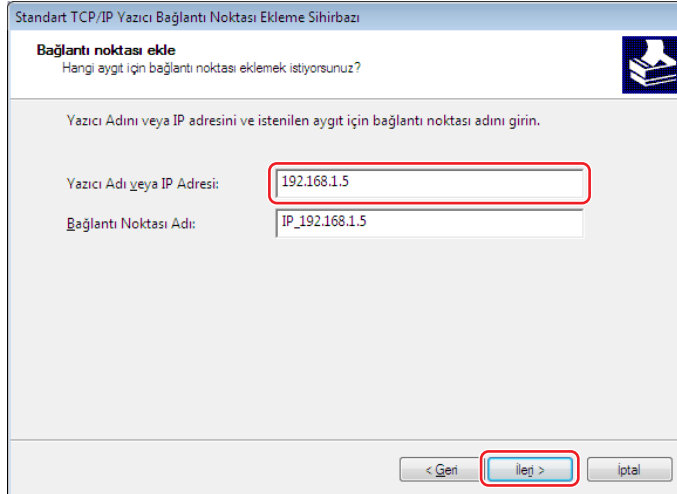 Standart TCP/IP Yazıcı Bağlantı Noktası Ekleme Sihirbazı
Bağlantı noktası ekle
Hangi aygıt için bağlantı noktası eklemek istiyorsunuz?
Yazıcı Adını veya IP adresini ve istenilen aygıt için bağlantı noktası adını girin.
Yazıcı Adı veya IP Adresi: 192.168.1.5
Bağlantı Noktası Adı: IP_192.168.1.5
< Geri İleri > İptal